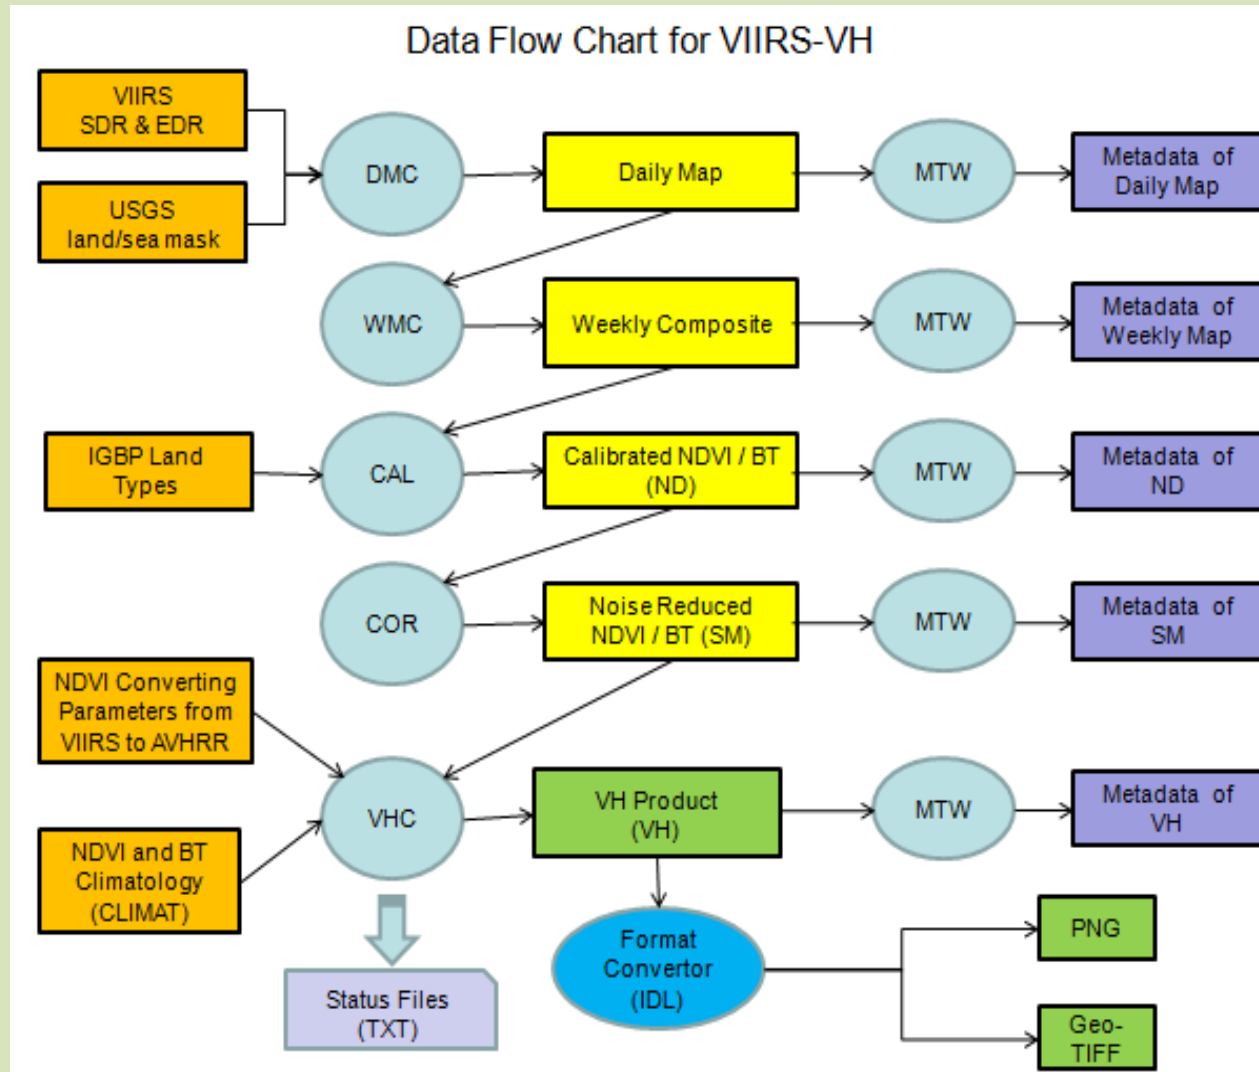 Data Flow Chart for VIIRS-VH
VIIRS
SDR & EDR
USGS
land/sea mask
DMC
Daily Map
MTW
Metadata of
Daily Map
WMC
Weekly Composite
MTW
Metadata of
Weekly Map
IGBP Land
Types
CAL
Calibrated NDVI / BT
(ND)
MTW
Metadata of
ND
COR
Noise Reduced
NDVI / BT (SM)
MTW
Metadata of
SM
NDVI Converting
Parameters from
VIIRS to AVHRR
NDVI and BT
Climatology
(CLIMAT)
VHC
VH Product
(VH)
MTW
Metadata of
VH
Status Files
(TXT)
Format
Convertor
(IDL)
PNG
Geo-
TIFF